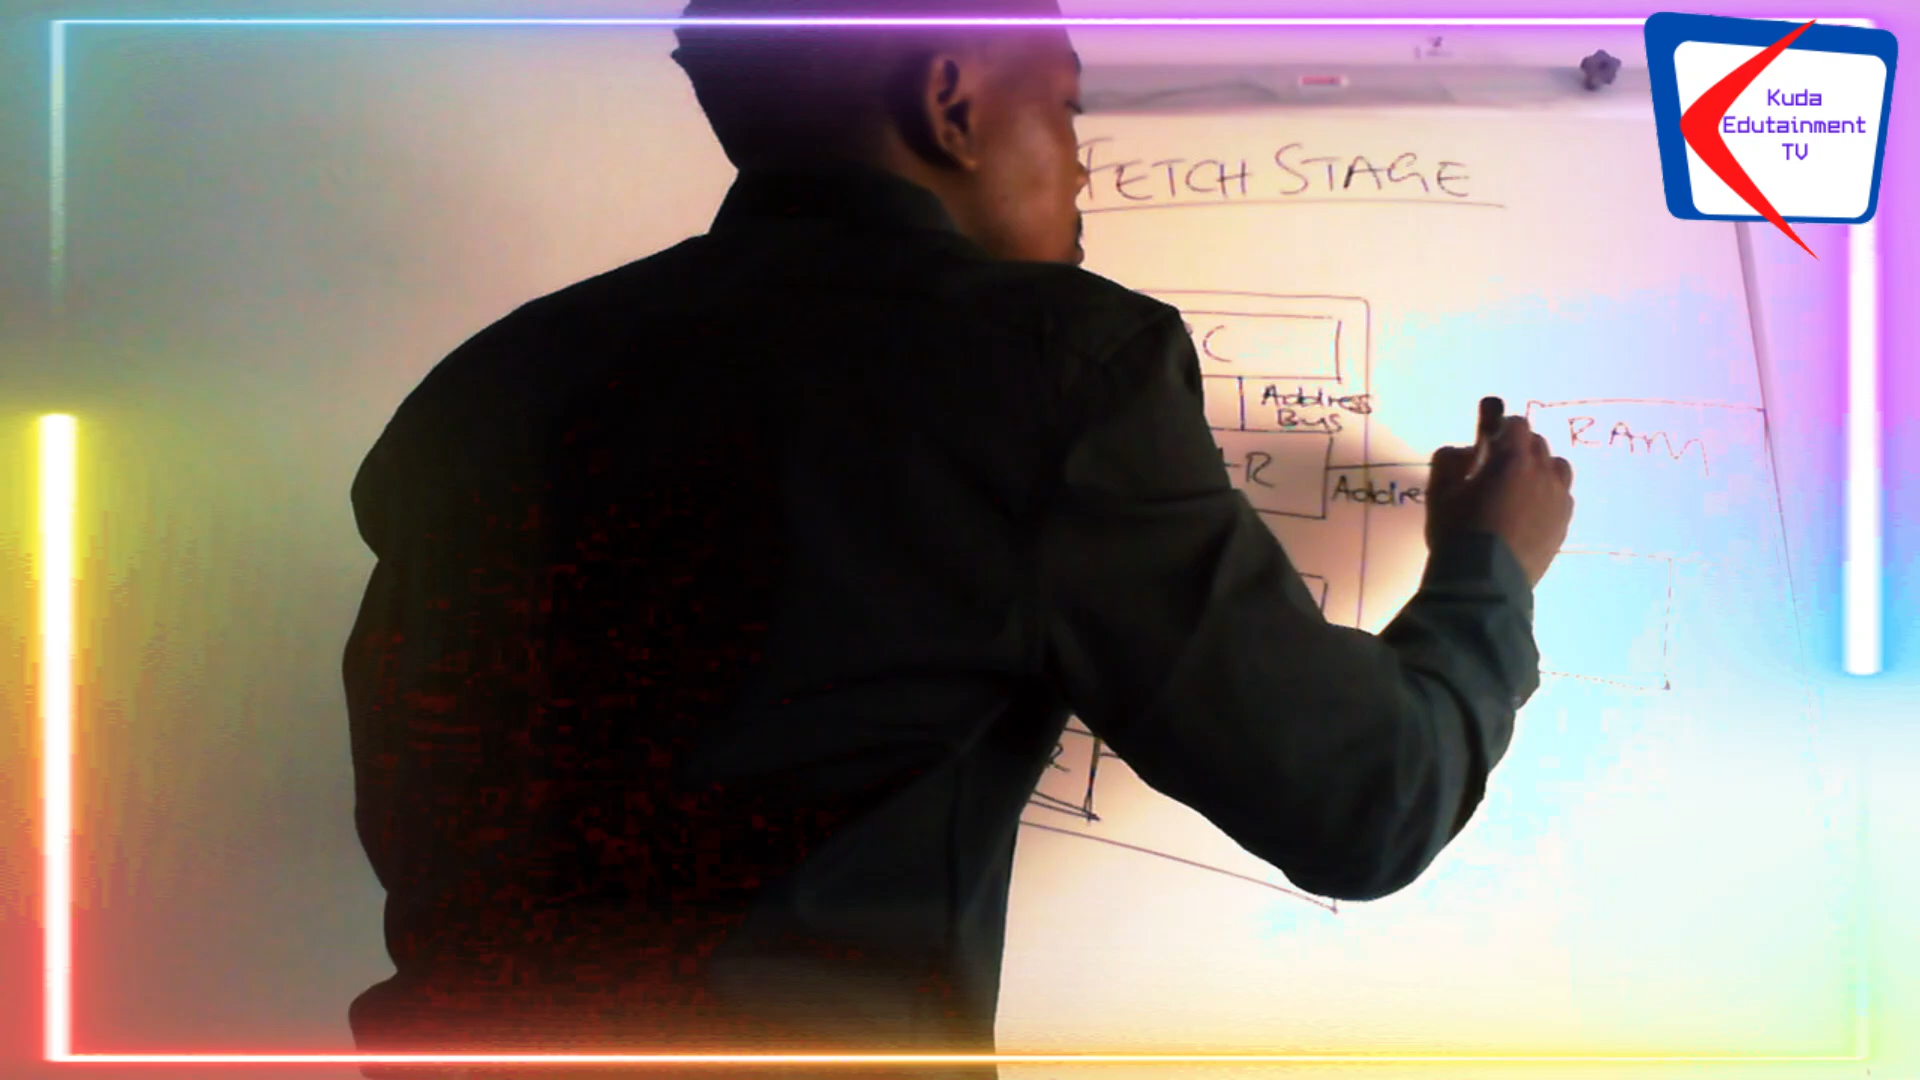 Kuda
Edutainment
TV
FETCH STAGE
C
Address
Bus
RAM
R
Addre
R